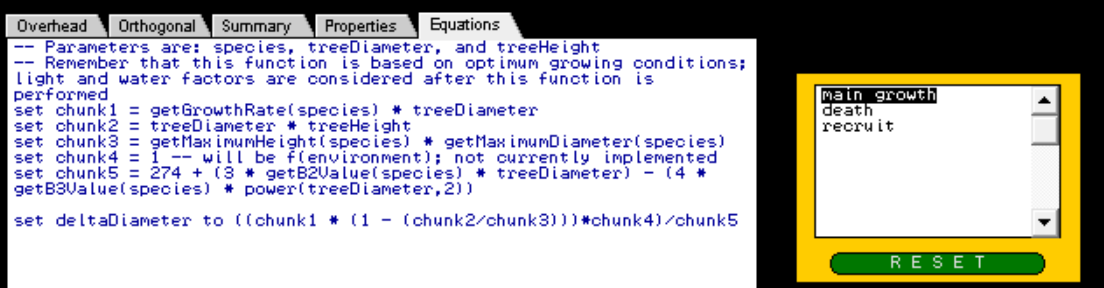 Overhead Orthogonal Summary Properties Equations
-- Parameters are: species, treeDiameter, and treeHeight
-- Remember that this function is based on optimum growing conditions;
light and water factors are considered after this function is
performed
set chunk1 = getGrowthRate(species) * treeDiameter
set chunk2 = treeDiameter * treeHeight
set chunk3 = getMaximumHeight(species) * getMaximumDiameter(species)
set chunk4 = 1 -- will be f(environment); not currently implemented
set chunk5 = 274 + (3 * getB2Value(species) * treeDiameter) - (4 *
getB3Value(species) * power(treeDiameter,2))
set deltaDiameter to ((chunk1 * (1 - (chunk2/chunk3)))*chunk4)/chunk5
main growth
death
recruit
RESET